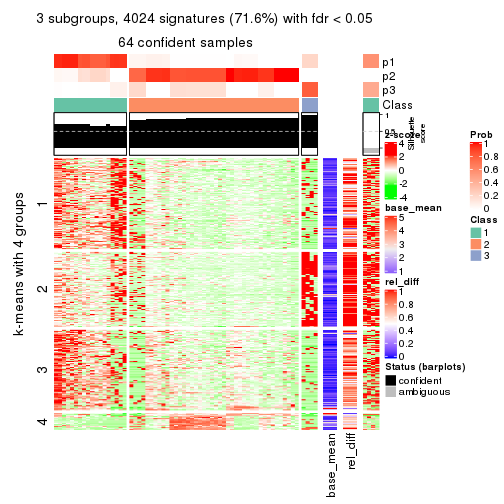 3 subgroups, 4024 signatures (71.6%) with fdr < 0.05
64 confident samples
p1
p2
p3
Class
1
0.5
0
Silhouette
score
k-means with 4 groups
1
2
3
4
base_mean
rel_diff
z-score
4
2
0
-2
-4
base_mean
5
4
3
2
1
rel_diff
1
0.8
0.6
0.4
0.2
0
Status (barplots)
confident
ambiguous
Prob
1
0.8
0.6
0.4
0.2
0
Class
1
2
3